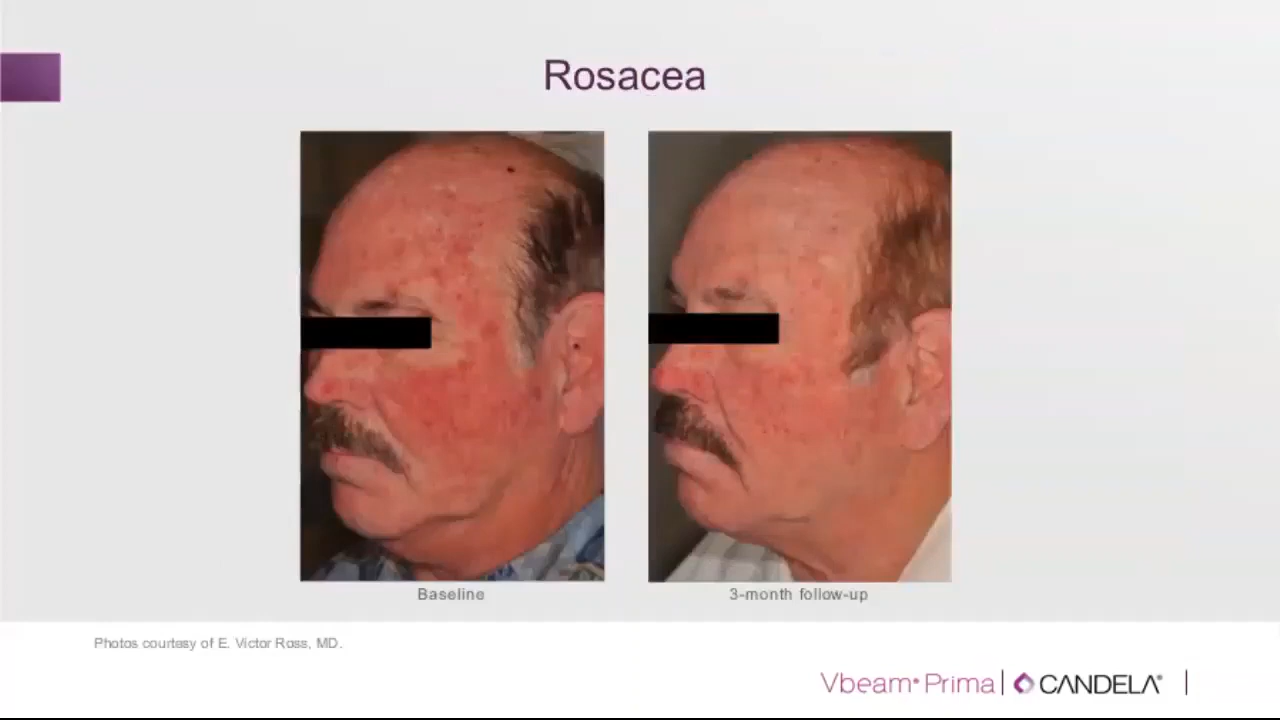 Rosacea
Baseline
3-month follow-up
Photos courtesy of E. Victor Ross, MD.
Vbeam® Prima | CANDELA® |